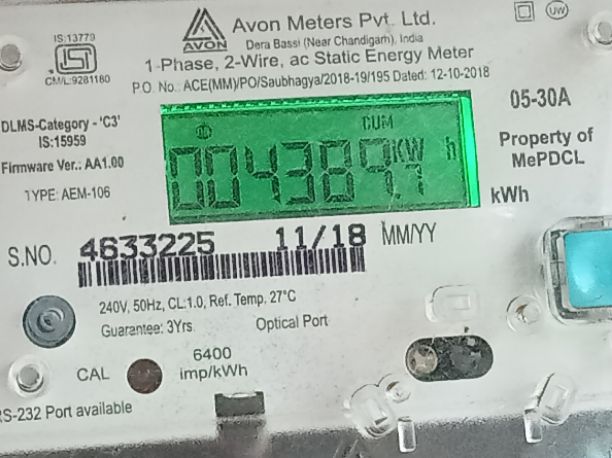 Avon Meters Pvt. Ltd.
AVON
Dera Bassi (Near Chandigarh), India
1-Phase, 2-Wire, ac Static Energy Meter
P.O. No.: ACE(MM)/PO/Saubhagya/2018-19/195 Dated: 12-10-2018
IS:13779
ISI
CM/L:9281180
UW
DLMS-Category - 'C3'
IS:15959
Firmware Ver.: AA1.00
TYPE: AEM-106
CUM
004389.7 KW h
05-30A
Property of
MePDCL
kWh
S.NO. 4633225 11/18 MM/YY
240V, 50Hz, CL:1.0, Ref. Temp. 27°C
Guarantee: 3Yrs. Optical Port
CAL
6400
imp/kWh
RS-232 Port available